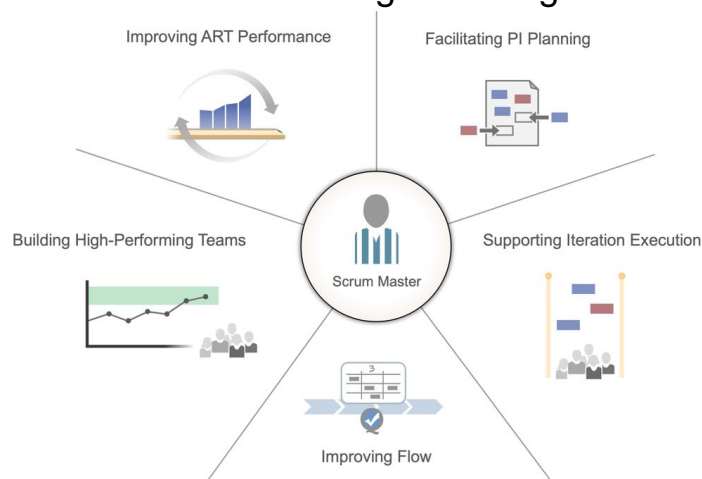 Improving ART Performance
Facilitating PI Planning
Building High-Performing Teams
Scrum Master
Supporting Iteration Execution
3
Improving Flow